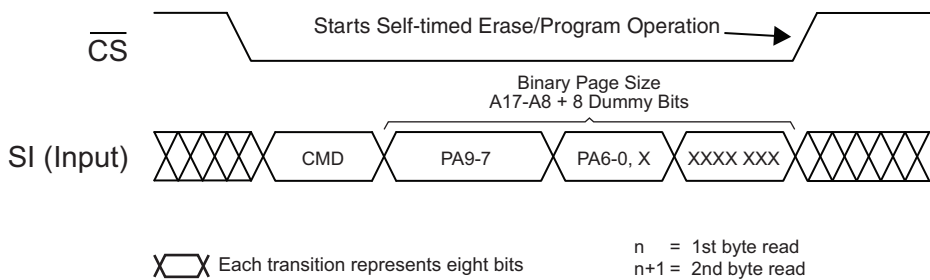 Starts Self-timed Erase/Program Operation
CS
Binary Page Size
A17-A8 + 8 Dummy Bits
SI (Input)
CMD
PA9-7
PA6-0, X
XXXX XXX
Each transition represents eight bits
n = 1st byte read
n+1 = 2nd byte read